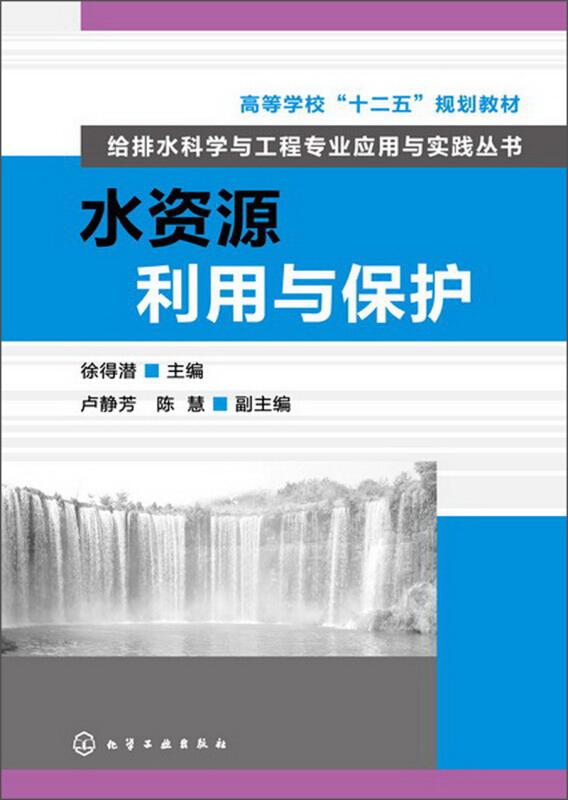 高等学校“十二五”规划教材
给排水科学与工程专业应用与实践丛书
水资源
利用与保护
徐得潜 ■ 主编
卢静芳 陈 慧 ■ 副主编
化学工业出版社